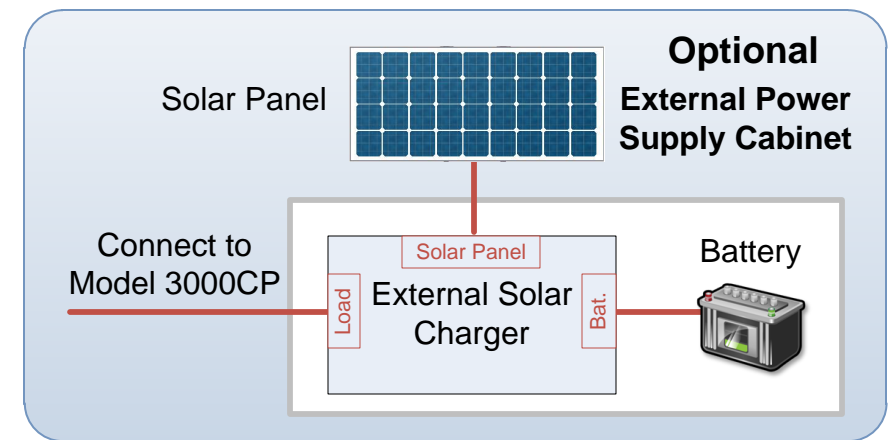 Optional
External Power
Supply Cabinet
Solar Panel
Connect to
Model 3000CP
Solar Panel
Load
External Solar
Charger
Bat.
Battery